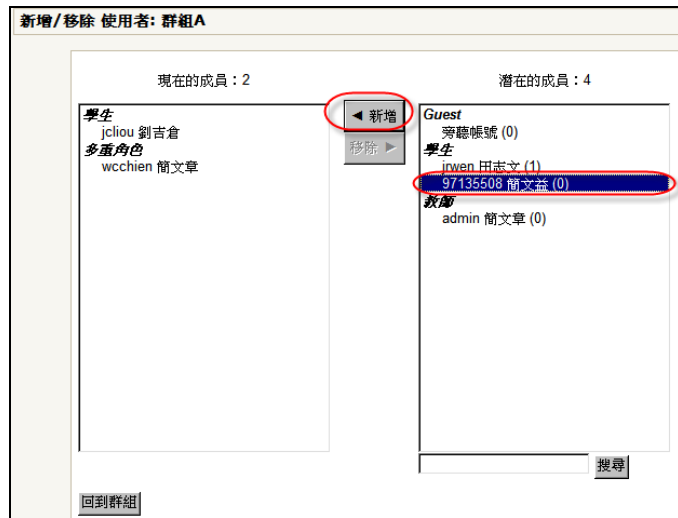 新增/移除 使用者: 群組A
現在的成員：2
學生
jcliou 劉吉倉
多重角色
wcchien 簡文章
◄ 新增
移除 ►
潛在的成員：4
Guest
旁聽帳號 (0)
學生
jrwen 田志文 (1)
97135508 簡文益 (0)
教師
admin 簡文章 (0)
搜尋
回到群組